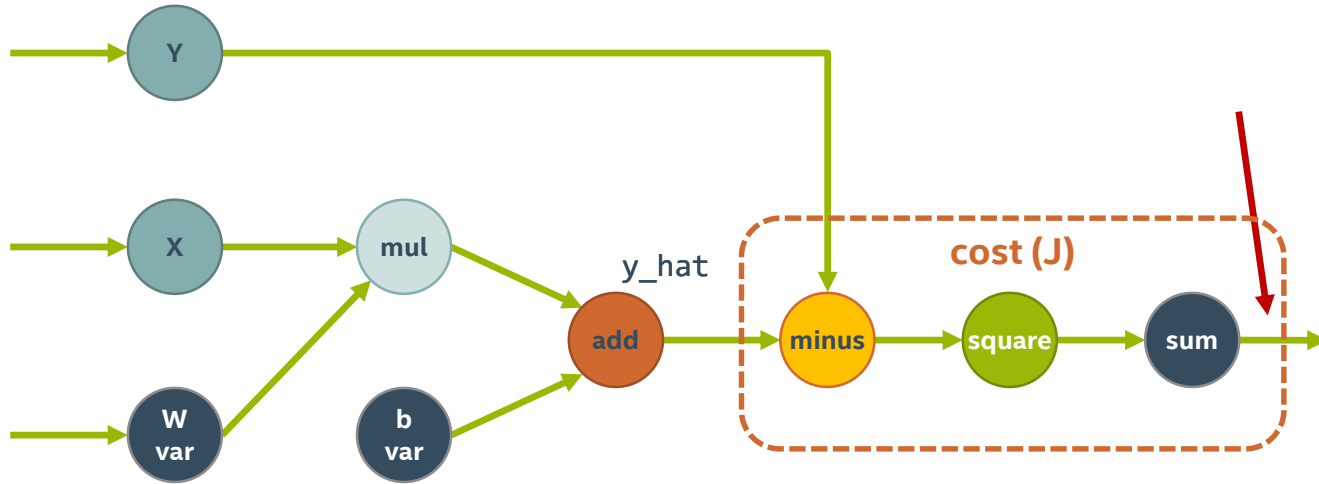 Y
X
mul
cost (J)
y_hat
add
minus
square
sum
W
var
b
var